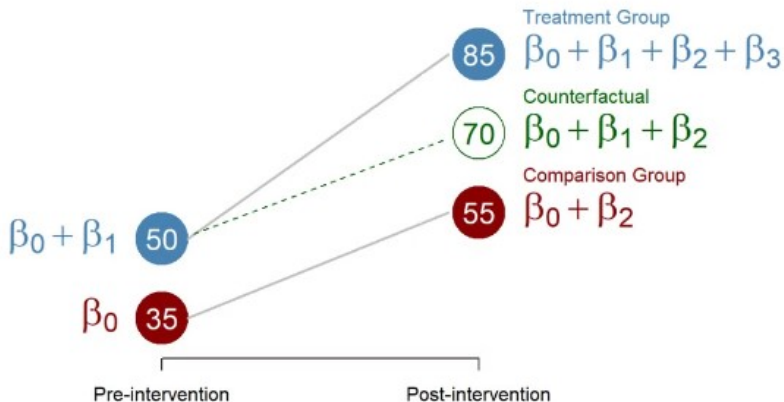 Treatment Group
85 β0 + β1 + β2 + β3
Counterfactual
70 β0 + β1 + β2
Comparison Group
55 β0 + β2
β0 + β1 50
β0 35
Pre-intervention Post-intervention